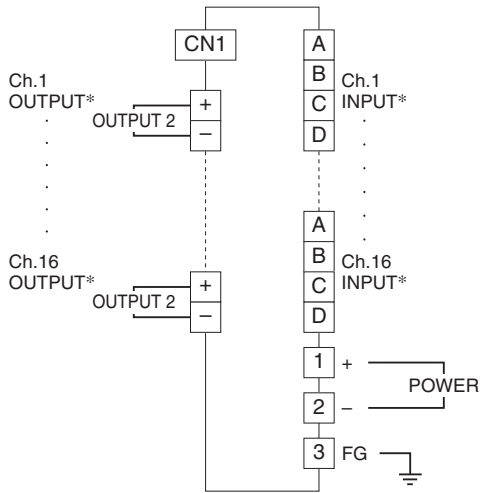 CN1
A
B
C
D
Ch.1
OUTPUT*
OUTPUT 2
+
–
Ch.1
INPUT*
A
B
C
D
Ch.16
OUTPUT*
OUTPUT 2
+
–
Ch.16
INPUT*
1 +
2 –
POWER
3 FG